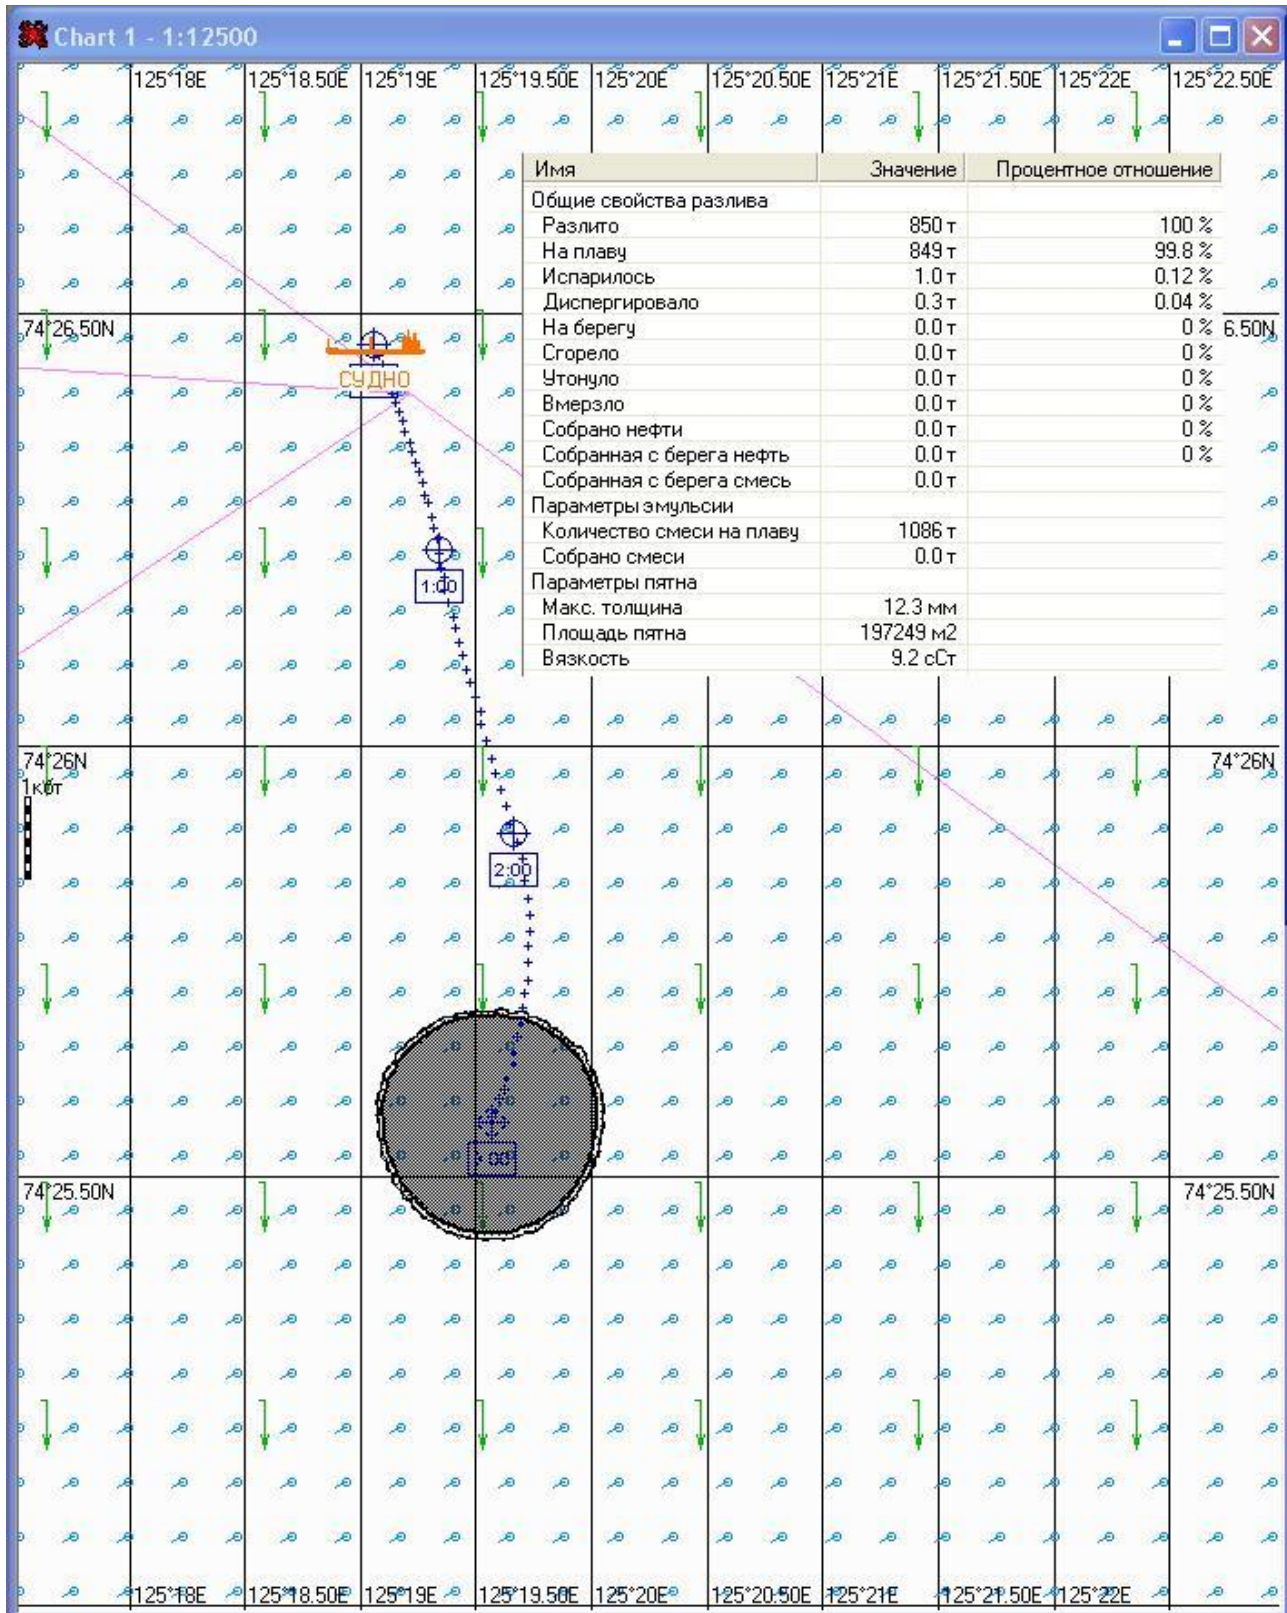 Chart 1 - 1:12500
125°18E 125°18.50E 125°19E 125°19.50E 125°20E 125°20.50E 125°21E 125°21.50E 125°22E 125°22.50E
Имя Значение Процентное отношение
Общие свойства разлива
Разлито 850 т 100 %
На плаву 849 т 99.8 %
Испарилось 1.0 т 0.12 %
Диспергировало 0.3 т 0.04 %
74°26.50N На берегу 0.0 т 0 % 6.50N
Сгорело 0.0 т 0 %
СУДНО Утонуло 0.0 т 0 %
Вмерзло 0.0 т 0 %
Собрано нефти 0.0 т 0 %
Собранная с берега нефть 0.0 т 0 %
Собранная с берега смесь 0.0 т
Параметры эмульсии
Количество смеси на плаву 1086 т
Собрано смеси 0.0 т
1:00 Параметры пятна
Макс. толщина 12.3 мм
Площадь пятна 197249 м2
Вязкость 9.2 сСт
74°26N 74°26N
1кбт
2:00
74°25.50N 74°25.50N
125°18E 125°18.50E 125°19E 125°19.50E 125°20E 125°20.50E 125°21E 125°21.50E 125°22E